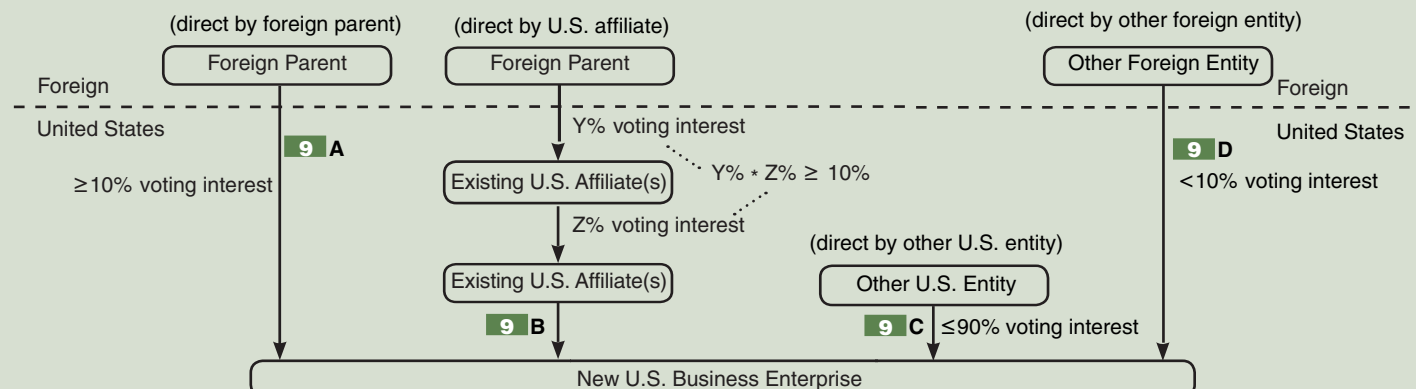 (direct by foreign parent)
(direct by U.S. affiliate)
(direct by other foreign entity)
Foreign Parent
Foreign Parent
Other Foreign Entity
Foreign
Foreign
United States
United States
Y% voting interest
9 A
9 D
≥10% voting interest
Existing U.S. Affiliate(s)
Y% * Z% ≥ 10%
<10% voting interest
Z% voting interest
(direct by other U.S. entity)
Existing U.S. Affiliate(s)
Other U.S. Entity
9 B
9 C
≤90% voting interest
New U.S. Business Enterprise